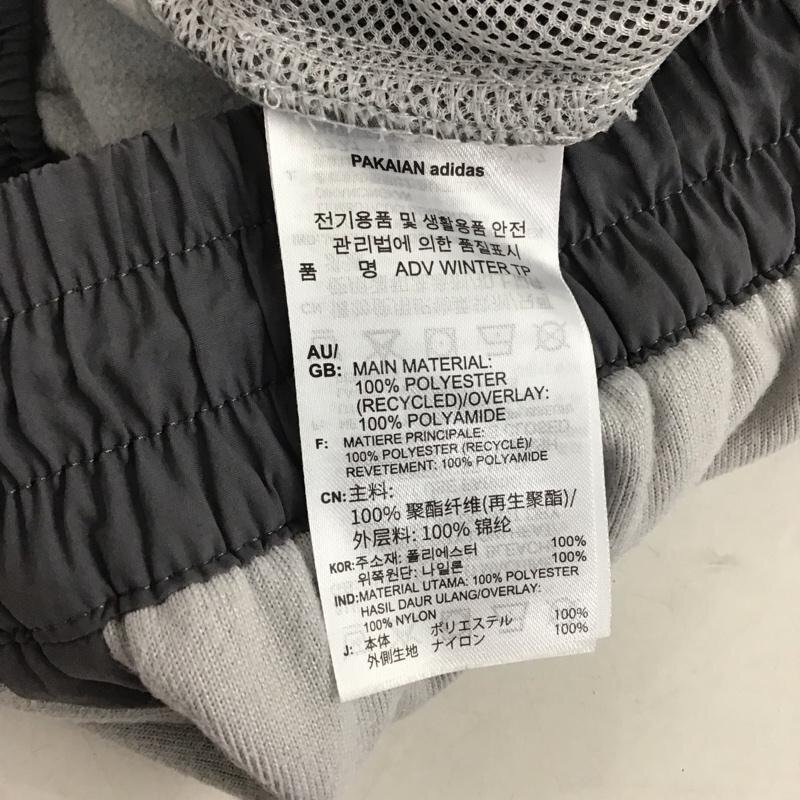 PAKAIAN adidas
전기용품 및 생활용품 안전
관리법에 의한 품질표시
품 명 ADV WINTER TP
AU/
GB: MAIN MATERIAL:
100% POLYESTER
(RECYCLED)/OVERLAY:
100% POLYAMIDE
F: MATIERE PRINCIPALE:
100% POLYESTER (RECYCLÉ)/
REVETEMENT: 100% POLYAMIDE
CN: 主料:
100% 聚酯纤维(再生聚酯)/
外层料: 100% 锦纶
KOR: 주소재: 폴리에스터 100%
위쪽원단: 나일론 100%
IND: MATERIAL UTAMA: 100% POLYESTER
HASIL DAUR ULANG/OVERLAY:
100% NYLON
J: 本体 ポリエステル 100%
外側生地 ナイロン 100%